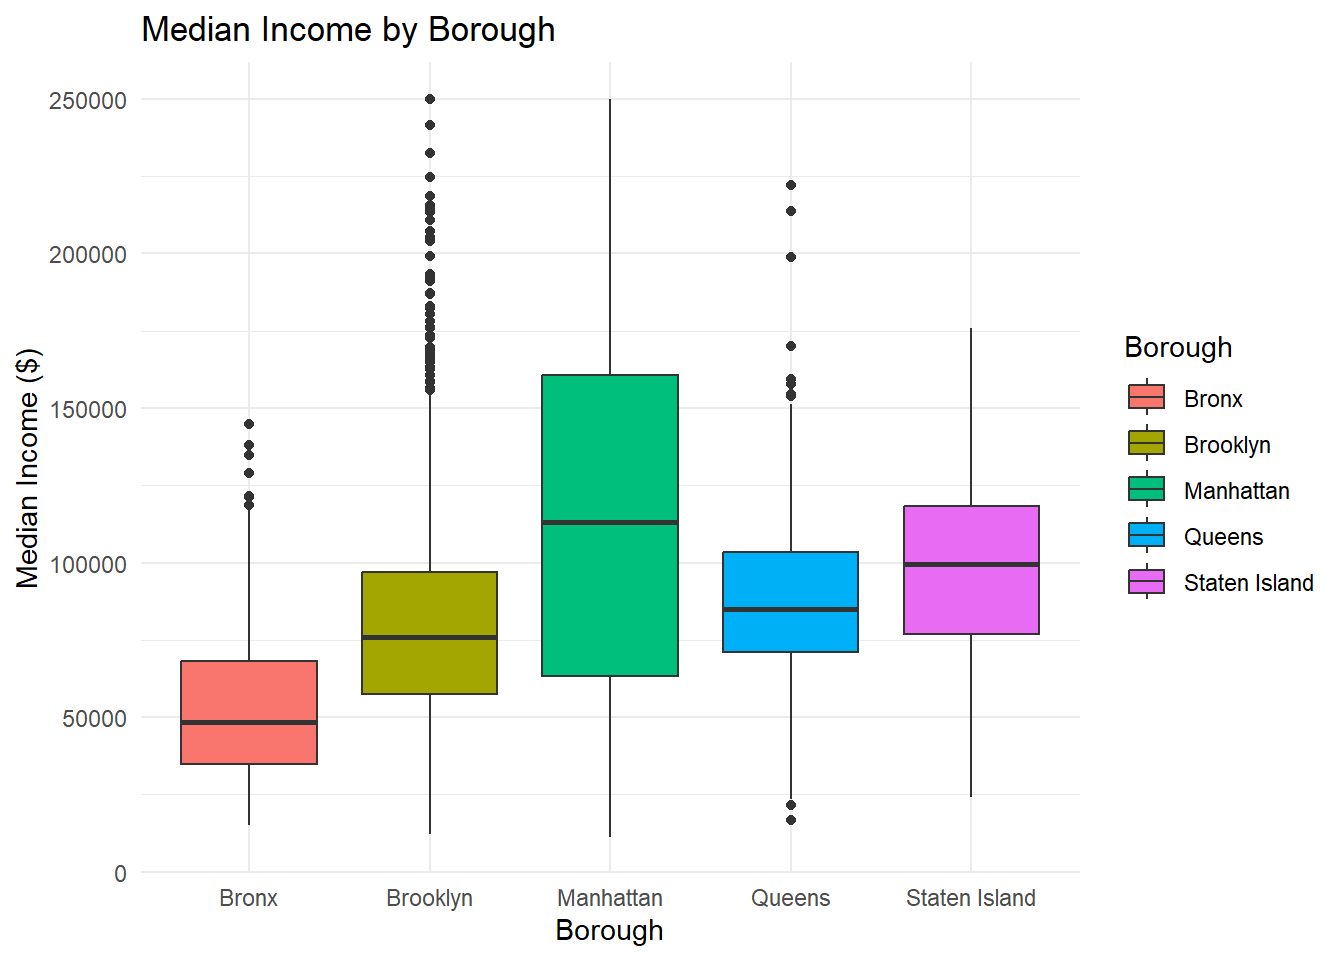 Median Income by Borough
250000
200000
150000
100000
50000
0
Median Income ($)
Bronx
Brooklyn
Manhattan
Queens
Staten Island
Borough
Borough
Bronx
Brooklyn
Manhattan
Queens
Staten Island